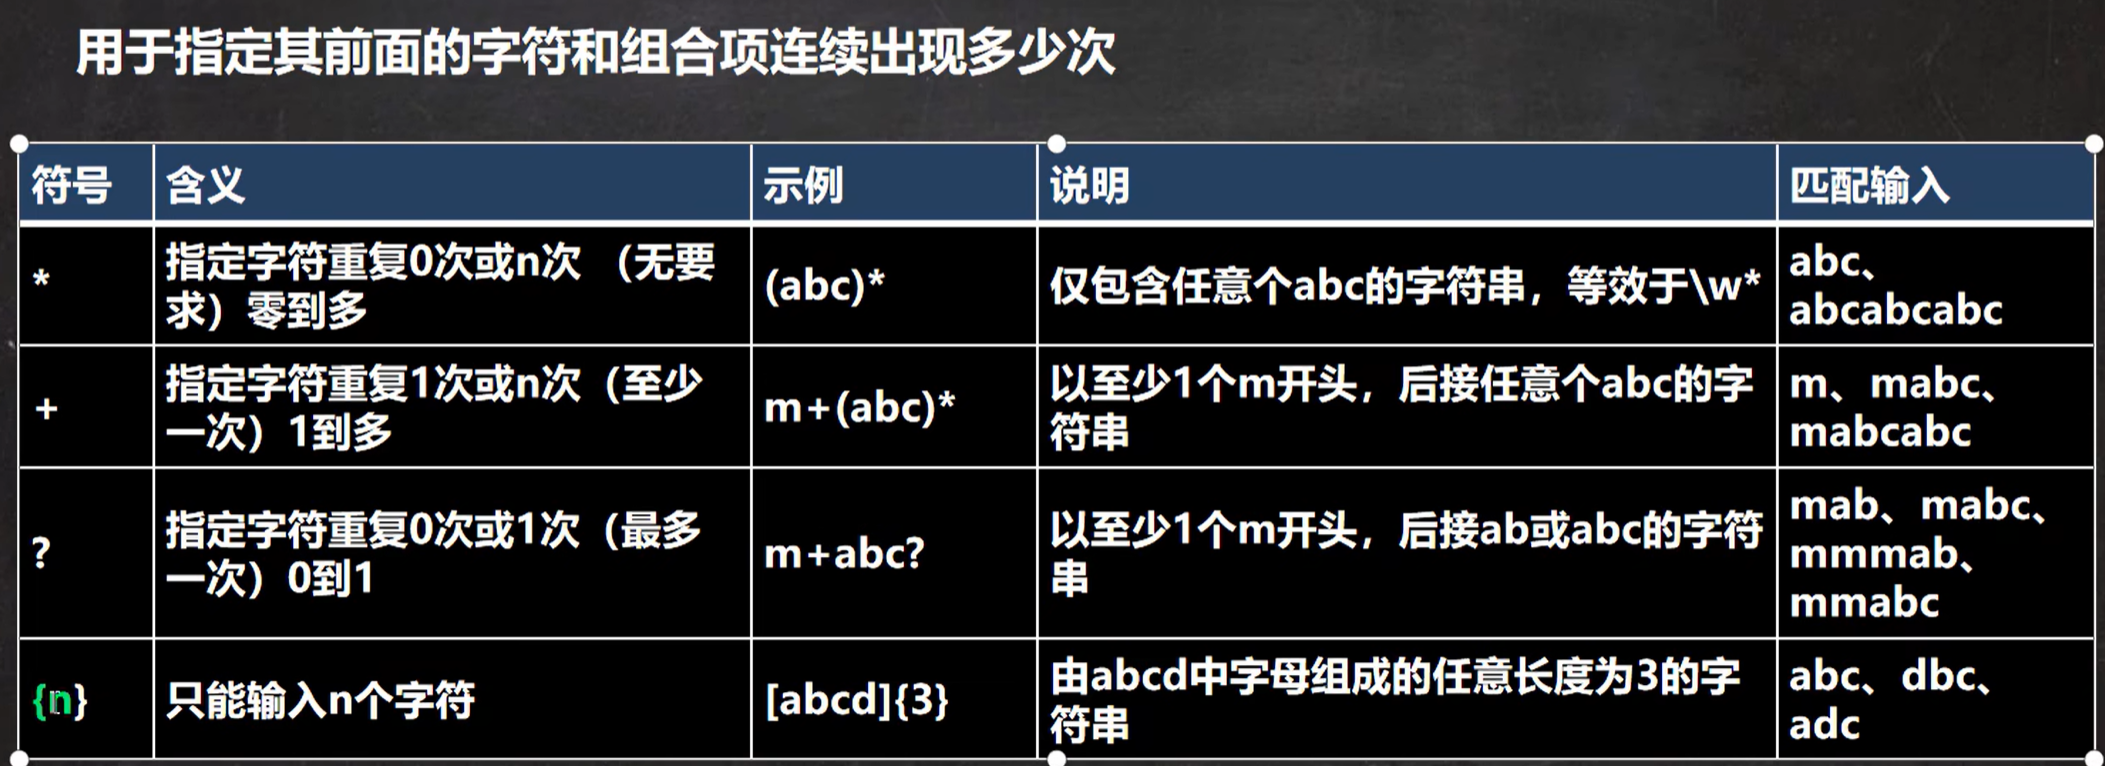 用于指定其前面的字符和组合项连续出现多少次
符号 含义 示例 说明 匹配输入
* 指定字符重复0次或n次 （无要 (abc)* 仅包含任意个abc的字符串，等效于\w* abc、
求）零到多 abcabcabc
+ 指定字符重复1次或n次（至少 m+(abc)* 以至少1个m开头，后接任意个abc的字 m、mabc、
一次）1到多 符串 mabcabc
? 指定字符重复0次或1次（最多 m+abc? 以至少1个m开头，后接ab或abc的字符 mab、mabc、
一次）0到1 串 mmmab、
mmabc
{n} 只能输入n个字符 [abcd]{3} 由abcd中字母组成的任意长度为3的字 abc、dbc、
符串 adc